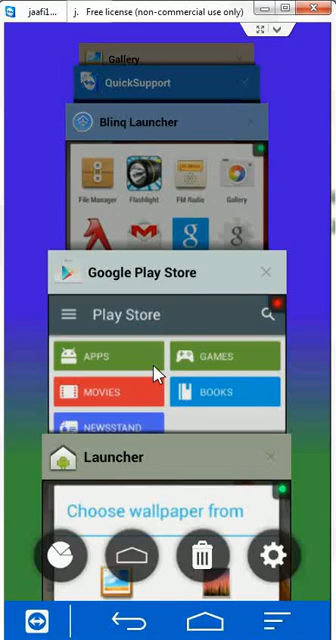 jaafi1... j. Free license (non-commercial use only)
Gallery
QuickSupport
Blinq Launcher
File Manager Flashlight FM Radio Gallery
Google Play Store
Play Store
APPS GAMES
MOVIES BOOKS
NEWSSTAND
Launcher
Choose wallpaper from